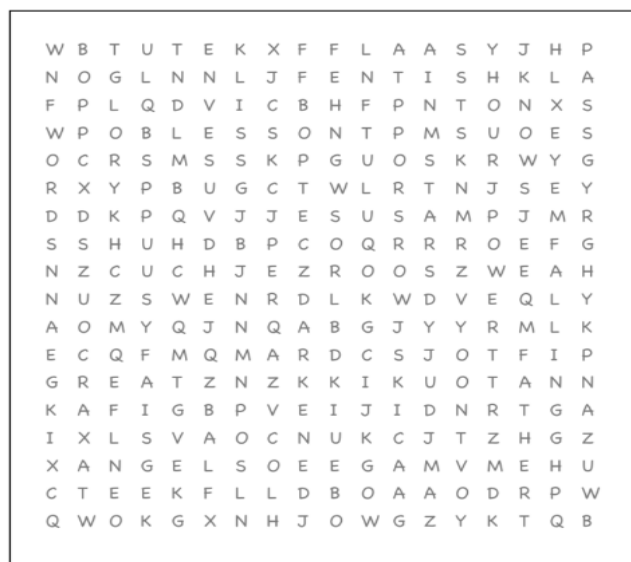 W B T U T E K X F F L A A S Y J H P
N O G L N N L J F E N T I S H K L A
F P L Q D V I C B H F P N T O N X S
W P O B L E S S O N T P M S U O E S
O C R S M S S K P G U O S K R W Y G
R X Y P B U G C T W L R T N J S E Y
D D K P Q V J J E S U S A M P J M R
S S H U H D B P C O Q R R R O E F G
N Z C U C H J E Z R O O S Z W E A H
N U Z S W E N R D L K W D V E Q L Y
A O M Y Q J N Q A B G J Y Y R M L K
E C Q F M Q M A R D C S J O T F I P
G R E A T Z N Z K K I K U O T A N N
K A F I G B P V E I J I D N R T G A
I X L S V A O C N U K C J T Z H G Z
X A N G E L S O E E G A M V M E H U
C T E E K F L L D B O A A O D R P W
Q W O K G X N H J O W G Z Y K T Q B